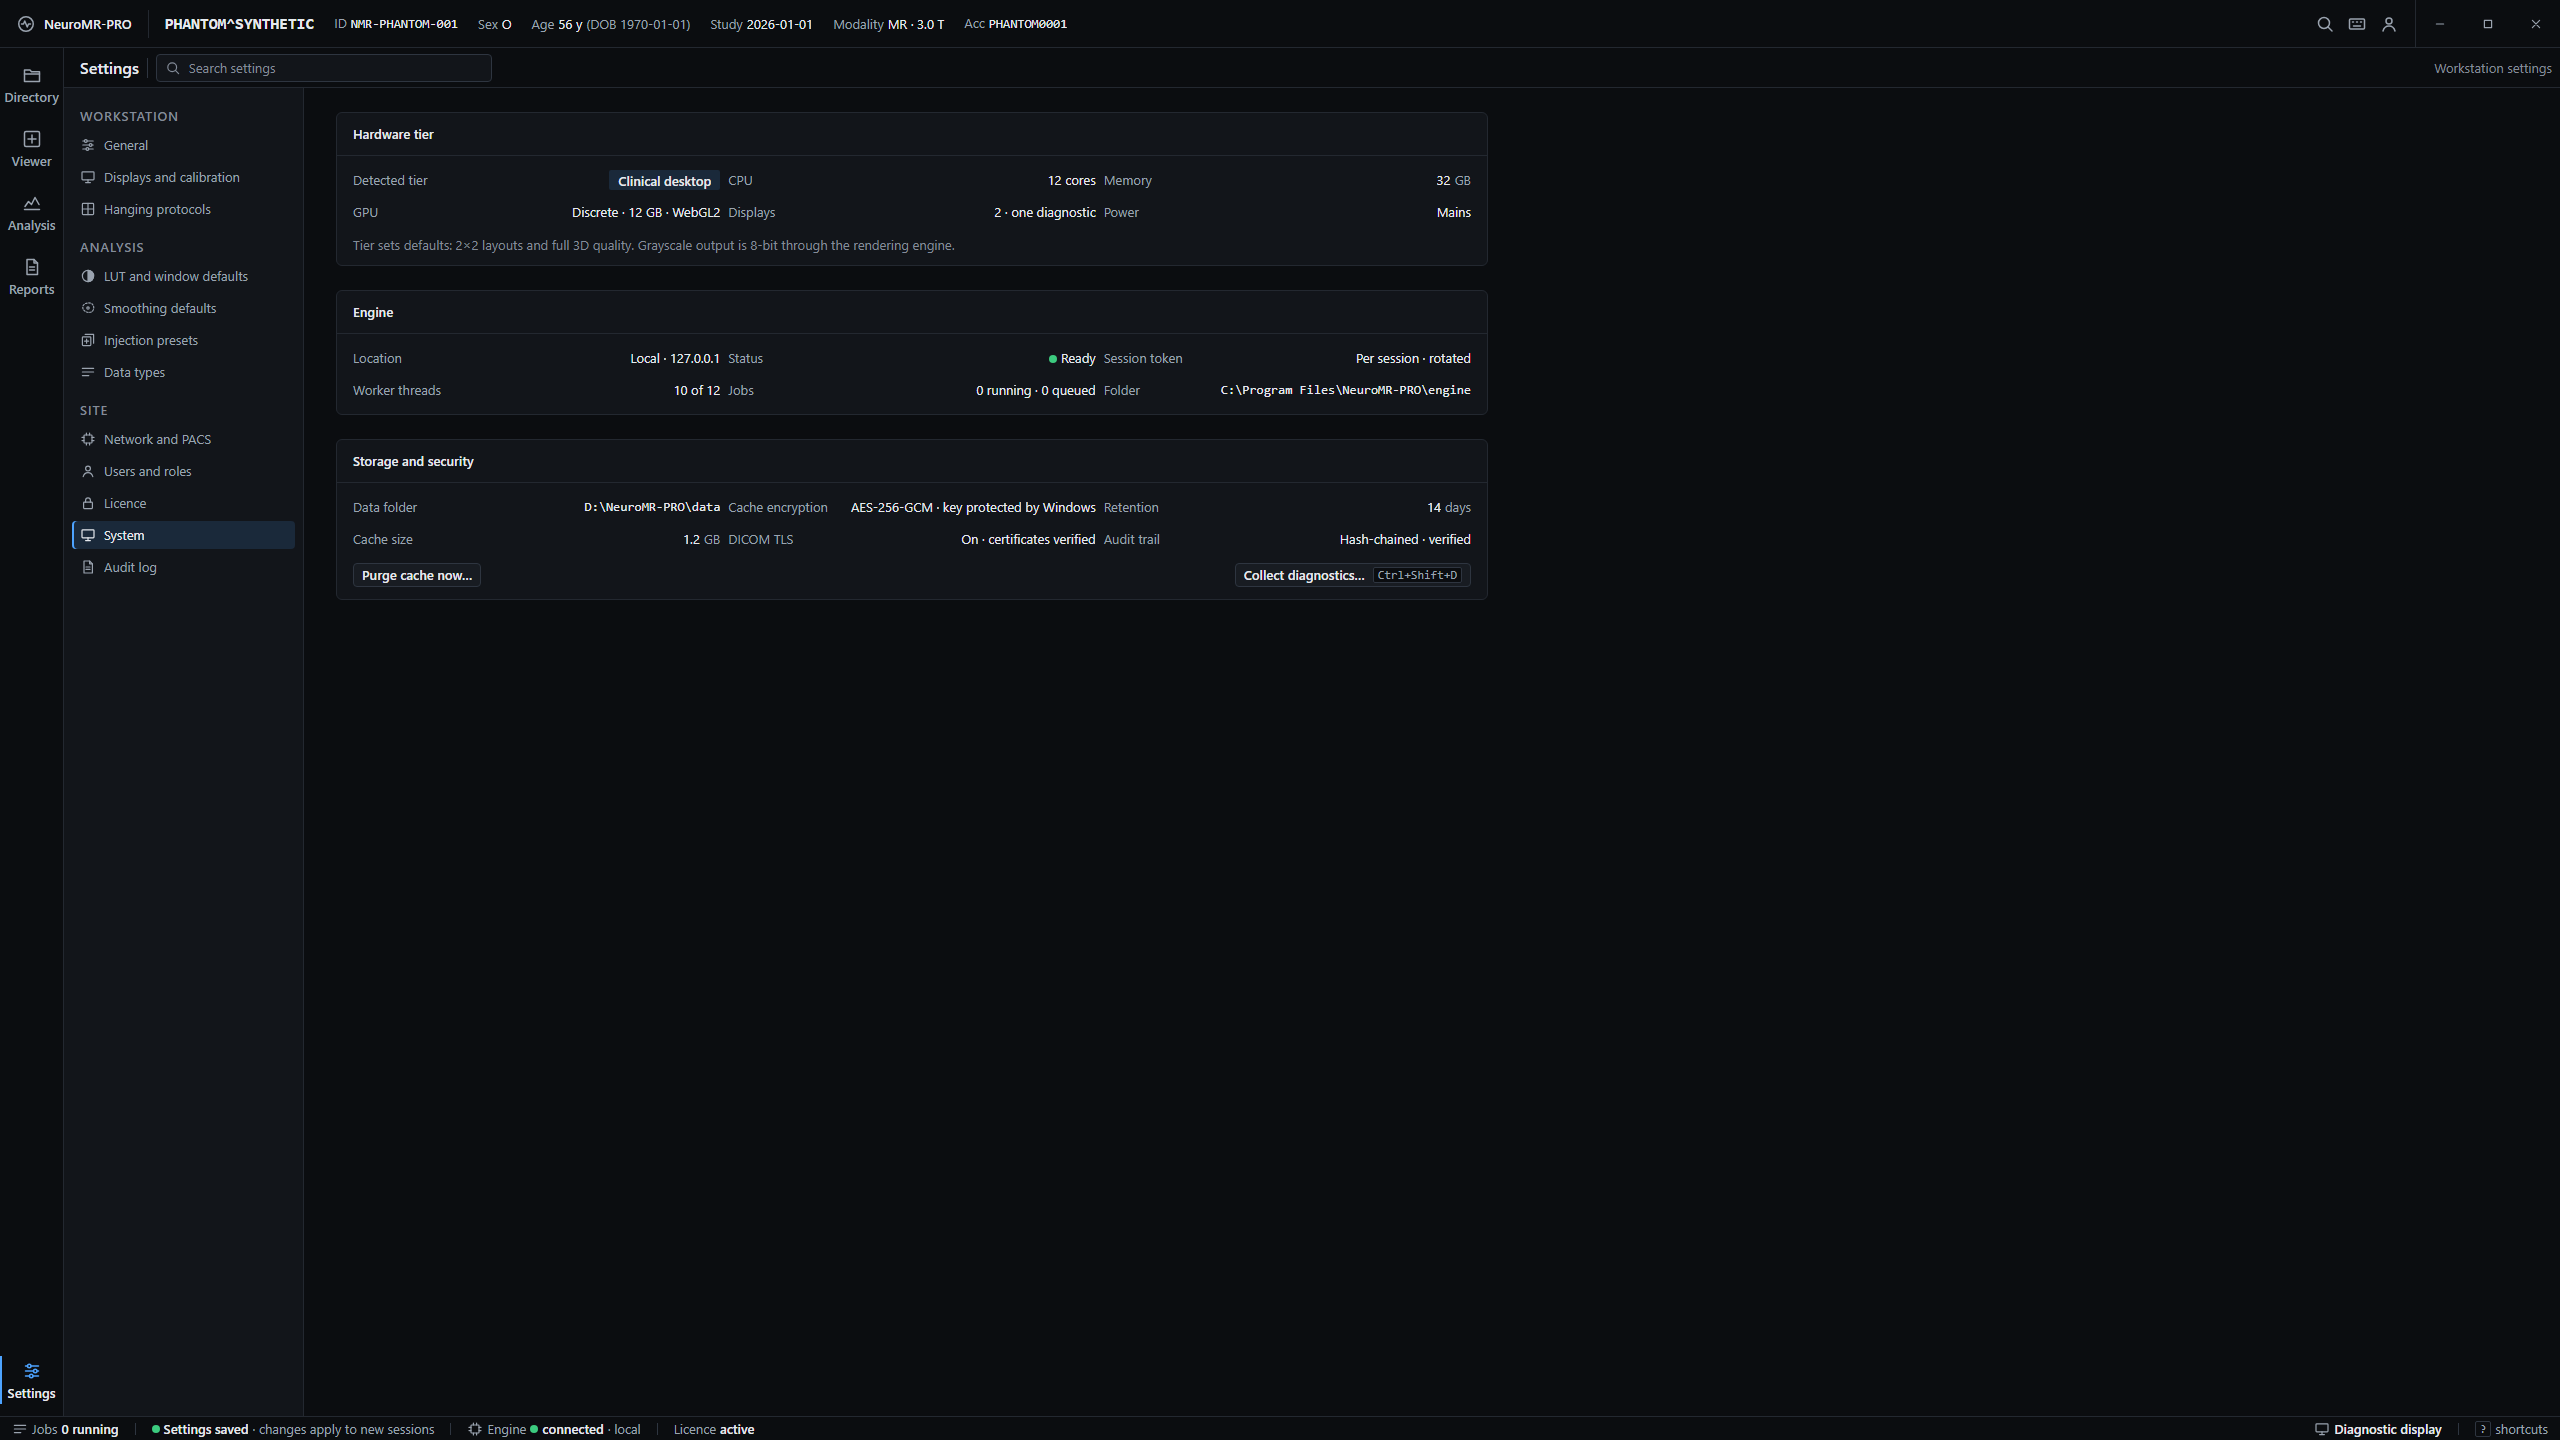 NeuroMR-PRO PHANTOM^SYNTHETIC ID NMR-PHANTOM-001 Sex O Age 56 y (DOB 1970-01-01) Study 2026-01-01 Modality MR · 3.0 T Acc PHANTOM0001
Settings Search settings Workstation settings
Directory
Viewer
Analysis
Reports
Settings
WORKSTATION
General
Displays and calibration
Hanging protocols
ANALYSIS
LUT and window defaults
Smoothing defaults
Injection presets
Data types
SITE
Network and PACS
Users and roles
Licence
System
Audit log
Hardware tier
Detected tier Clinical desktop CPU 12 cores Memory 32 GB
GPU Discrete · 12 GB · WebGL2 Displays 2 · one diagnostic Power Mains
Tier sets defaults: 2×2 layouts and full 3D quality. Grayscale output is 8-bit through the rendering engine.
Engine
Location Local · 127.0.0.1 Status Ready Session token Per session · rotated
Worker threads 10 of 12 Jobs 0 running · 0 queued Folder C:\Program Files\NeuroMR-PRO\engine
Storage and security
Data folder D:\NeuroMR-PRO\data Cache encryption AES-256-GCM · key protected by Windows Retention 14 days
Cache size 1.2 GB DICOM TLS On · certificates verified Audit trail Hash-chained · verified
Purge cache now... Collect diagnostics... Ctrl+Shift+D
Jobs 0 running Settings saved · changes apply to new sessions Engine connected · local Licence active Diagnostic display ? shortcuts